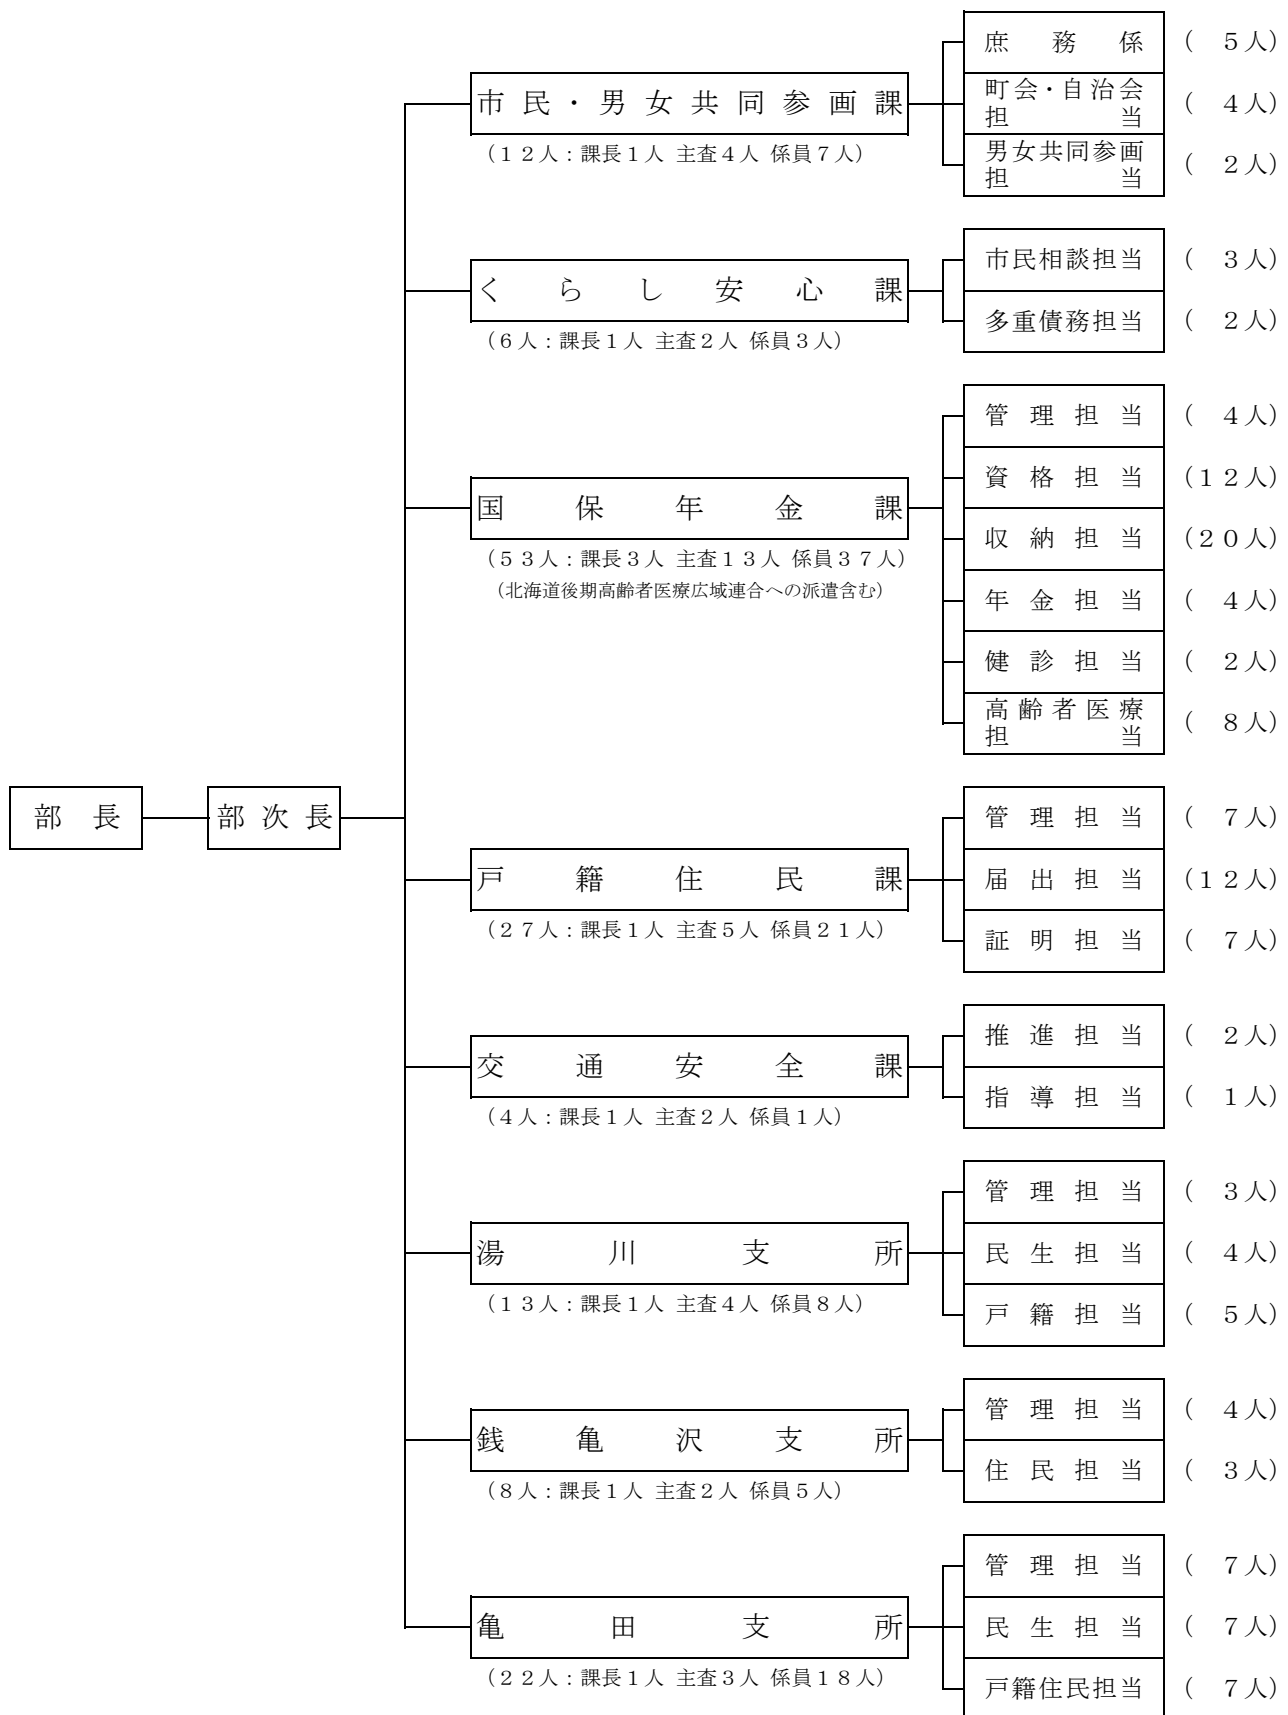 部長
部次長
市民・男女共同参画課
（１２人：課長１人 主査４人 係員７人）
庶務係
（　５人）
町会・自治会
担当
（　４人）
男女共同参画
担当
（　２人）
くらし安心課
（６人：課長１人 主査２人 係員３人）
市民相談担当
（　３人）
多重債務担当
（　２人）
国保年金課
（５３人：課長３人 主査１３人 係員３７人）
（北海道後期高齢者医療広域連合への派遣含む）
管理担当
（　４人）
資格担当
（１２人）
収納担当
（２０人）
年金担当
（　４人）
健診担当
（　２人）
高齢者医療
担当
（　８人）
戸籍住民課
（２７人：課長１人 主査５人 係員２１人）
管理担当
（　７人）
届出担当
（１２人）
証明担当
（　７人）
交通安全課
（４人：課長１人 主査２人 係員１人）
推進担当
（　２人）
指導担当
（　１人）
湯川支所
（１３人：課長１人 主査４人 係員８人）
管理担当
（　３人）
民生担当
（　４人）
戸籍担当
（　５人）
銭亀沢支所
（８人：課長１人 主査２人 係員５人）
管理担当
（　４人）
住民担当
（　３人）
亀田支所
（２２人：課長１人 主査３人 係員１８人）
管理担当
（　７人）
民生担当
（　７人）
戸籍住民担当
（　７人）